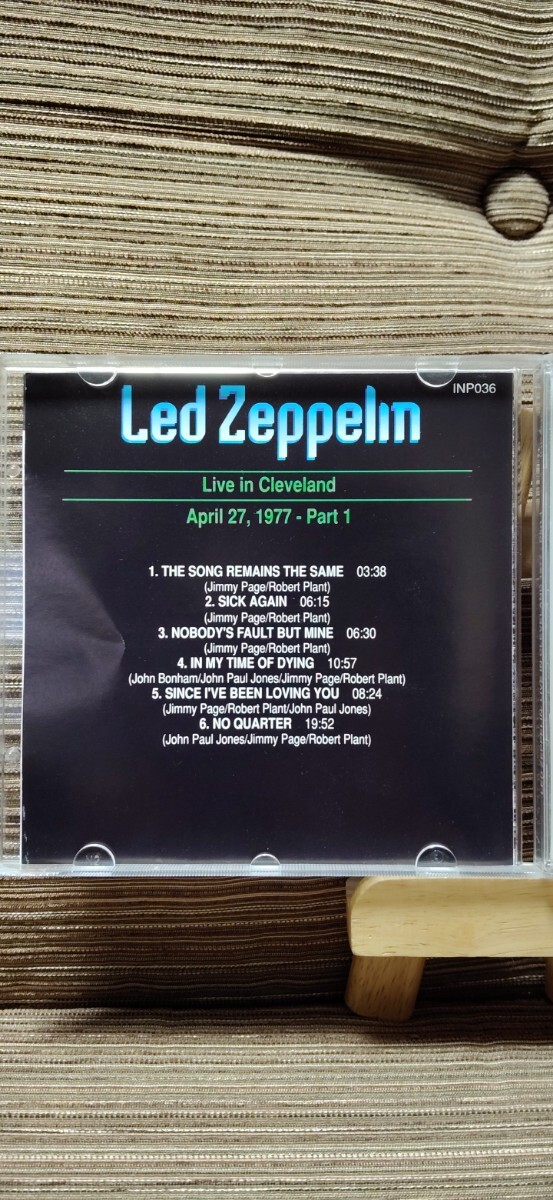 INP036
Led Zeppelin
Live in Cleveland
April 27, 1977 - Part 1
1. THE SONG REMAINS THE SAME 03:38
(Jimmy Page/Robert Plant)
2. SICK AGAIN 06:15
(Jimmy Page/Robert Plant)
3. NOBODY'S FAULT BUT MINE 06:30
(Jimmy Page/Robert Plant)
4. IN MY TIME OF DYING 10:57
(John Bonham/John Paul Jones/Jimmy Page/Robert Plant)
5. SINCE I'VE BEEN LOVING YOU 08:24
(Jimmy Page/Robert Plant/John Paul Jones)
6. NO QUARTER 19:52
(John Paul Jones/Jimmy Page/Robert Plant)